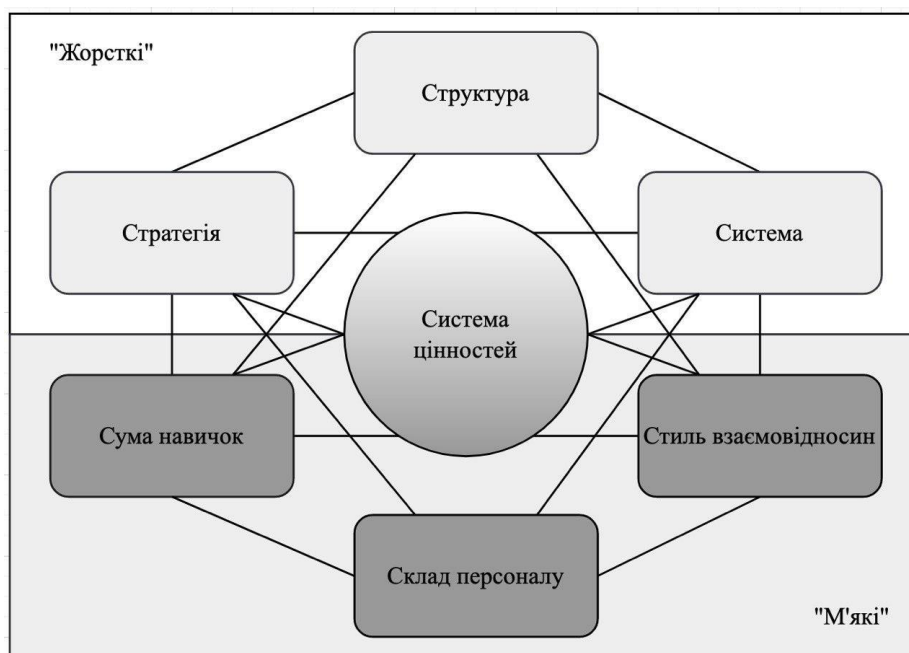 "Жорсткі"
Структура
Стратегія
Система
Система
цінностей
Сума навичок
Стиль взаємовідносин
Склад персоналу
"М'які"